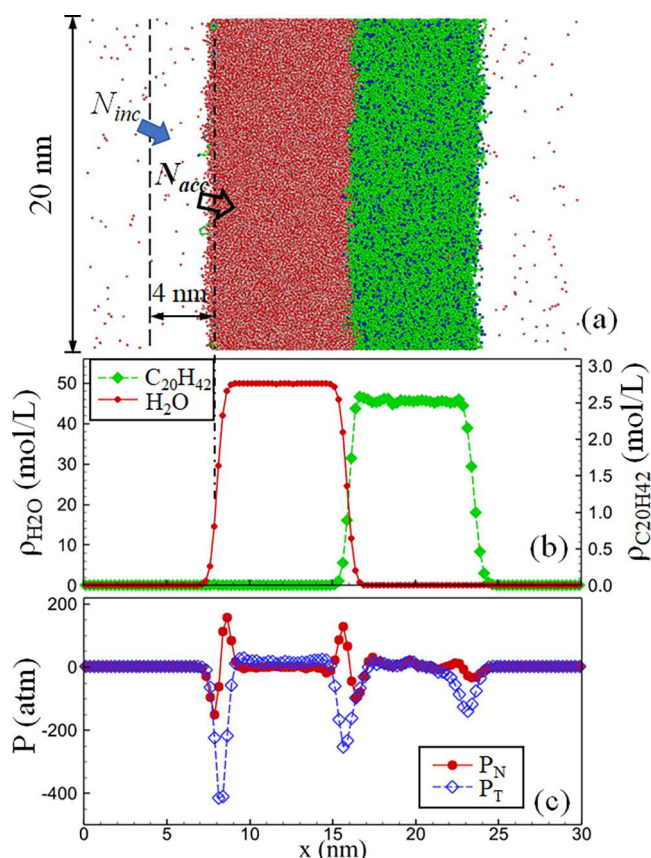 20 nm
N_inc
N_acc
4 nm
(a)
C₂₀H₄₂
H₂O
ρ_H2O (mol/L)
50
40
30
20
10
0
3.0
2.5
2.0
1.5
1.0
0.5
0.0
ρ_C20H42 (mol/L)
(b)
P (atm)
200
0
-200
-400
P_N
P_T
(c)
0 5 10 15 20 25 30
x (nm)